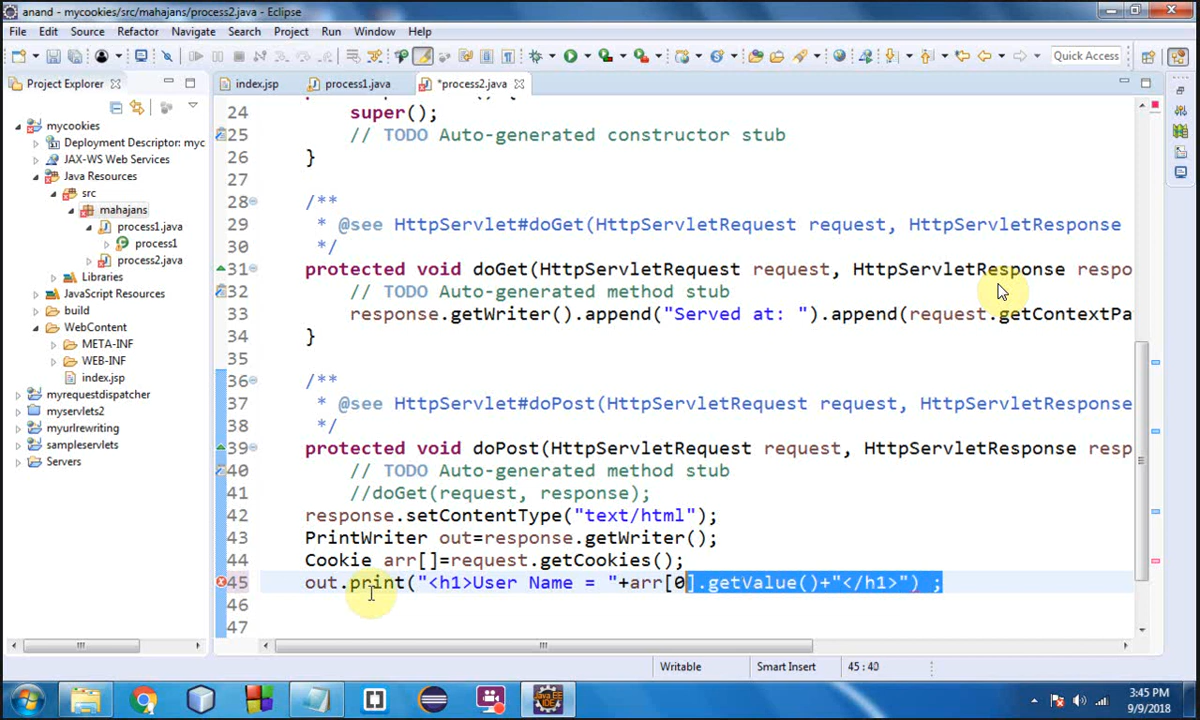 anand - mycookies/src/mahajans/process2.java - Eclipse
File Edit Source Refactor Navigate Search Project Run Window Help
Quick Access
Project Explorer
index.jsp process1.java *process2.java
mycookies
Deployment Descriptor: myc
JAX-WS Web Services
Java Resources
src
mahajans
process1.java
process1
process2.java
Libraries
JavaScript Resources
build
WebContent
META-INF
WEB-INF
index.jsp
myrequestdispatcher
myservlets2
myurlrewriting
sampleservlets
Servers
24 super();
25 // TODO Auto-generated constructor stub
26 }
27
28 /**
29 * @see HttpServlet#doGet(HttpServletRequest request, HttpServletResponse
30 */
31 protected void doGet(HttpServletRequest request, HttpServletResponse respo
32 // TODO Auto-generated method stub
33 response.getWriter().append("Served at: ").append(request.getContextPa
34 }
35
36 /**
37 * @see HttpServlet#doPost(HttpServletRequest request, HttpServletResponse
38 */
39 protected void doPost(HttpServletRequest request, HttpServletResponse resp
40 // TODO Auto-generated method stub
41 //doGet(request, response);
42 response.setContentType("text/html");
43 PrintWriter out=response.getWriter();
44 Cookie arr[]=request.getCookies();
45 out.print("<h1>User Name = "+arr[0].getValue()+"</h1>") ;
46
47
Writable Smart Insert 45 : 40
3:45 PM
9/9/2018